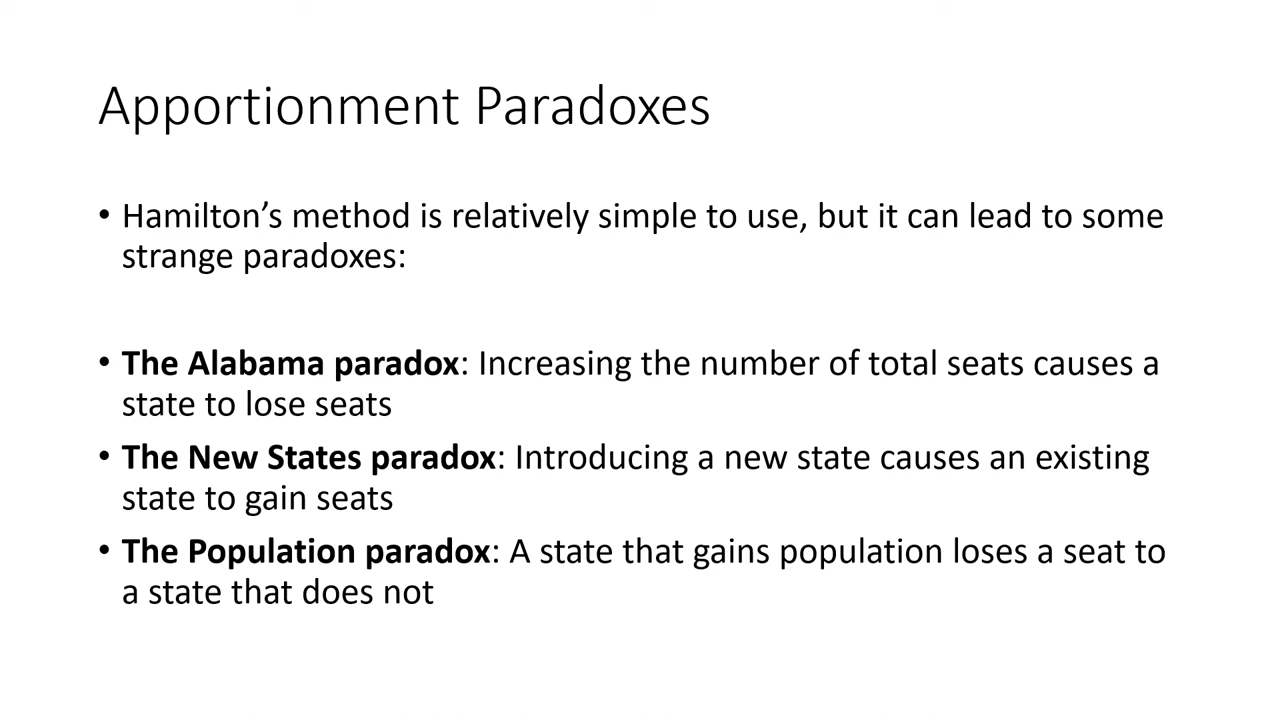 Apportionment Paradoxes
• Hamilton’s method is relatively simple to use, but it can lead to some
strange paradoxes:
• The Alabama paradox: Increasing the number of total seats causes a
state to lose seats
• The New States paradox: Introducing a new state causes an existing
state to gain seats
• The Population paradox: A state that gains population loses a seat to
a state that does not